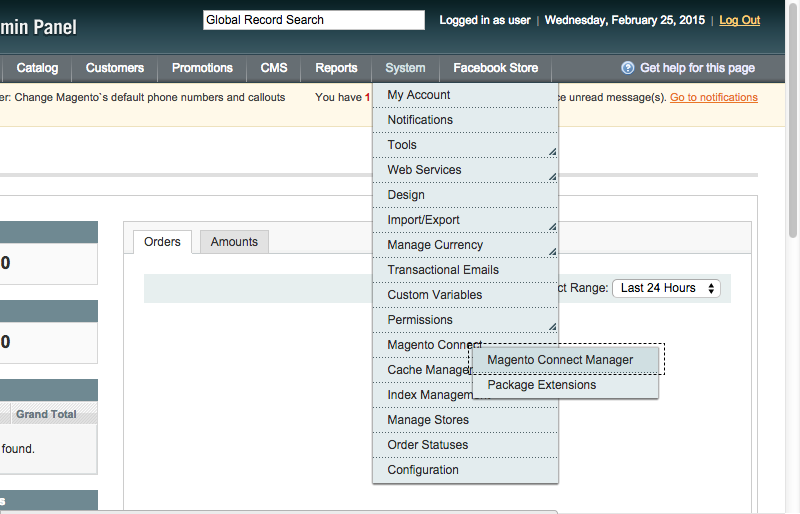 min Panel
Global Record Search
Logged in as user | Wednesday, February 25, 2015 | Log Out
Catalog Customers Promotions CMS Reports System Facebook Store Get help for this page
er: Change Magento`s default phone numbers and callouts You have 1 ce unread message(s). Go to notifications
My Account
Notifications
Tools
Web Services
Design
Import/Export
Manage Currency
Transactional Emails
Custom Variables
Permissions
Magento Connect
Cache Manager
Index Management
Manage Stores
Order Statuses
Configuration
Magento Connect Manager
Package Extensions
Orders Amounts
ct Range: Last 24 Hours
0
0
Grand Total
found.
s